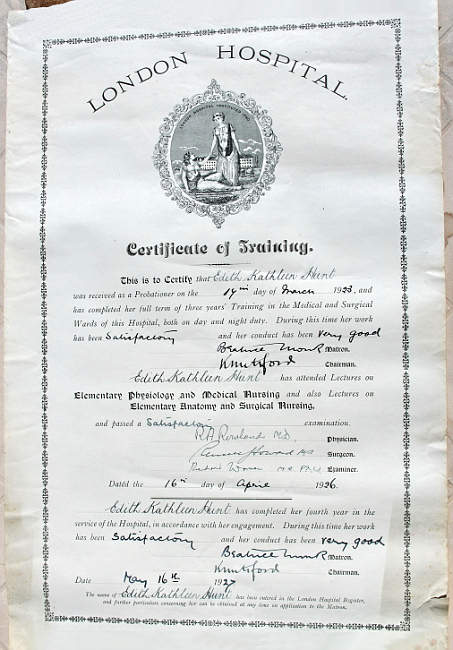 LONDON HOSPITAL.
Certificate of Training.
This is to Certify that Edith Kathleen Hunt
was received as a Probationer on the 14th day of March 1923, and
has completed her full term of three years' Training in the Medical and Surgical
Wards of this Hospital, both on day and night duty. During this time her work
has been Satisfactory and her conduct has been very good
Beatrice Monk Matron.
Knutsford Chairman.
Edith Kathleen Hunt has attended Lectures on
Elementary Physiology and Medical Nursing and also Lectures on
Elementary Anatomy and Surgical Nursing,
and passed a Satisfactory examination.
R A Rowland M.D. Physician.
Howard Surgeon.
Examiner.
Dated the 16th day of April 1926.
Edith Kathleen Hunt has completed her fourth year in the
service of the Hospital, in accordance with her engagement. During this time her work
has been Satisfactory and her conduct has been very good
Beatrice Monk Matron.
Knutsford Chairman.
Date May 16th 1927
The name of Edith Kathleen Hunt has been entered in the London Hospital Register,
and further particulars concerning her can be obtained at any time on application to the Matron.